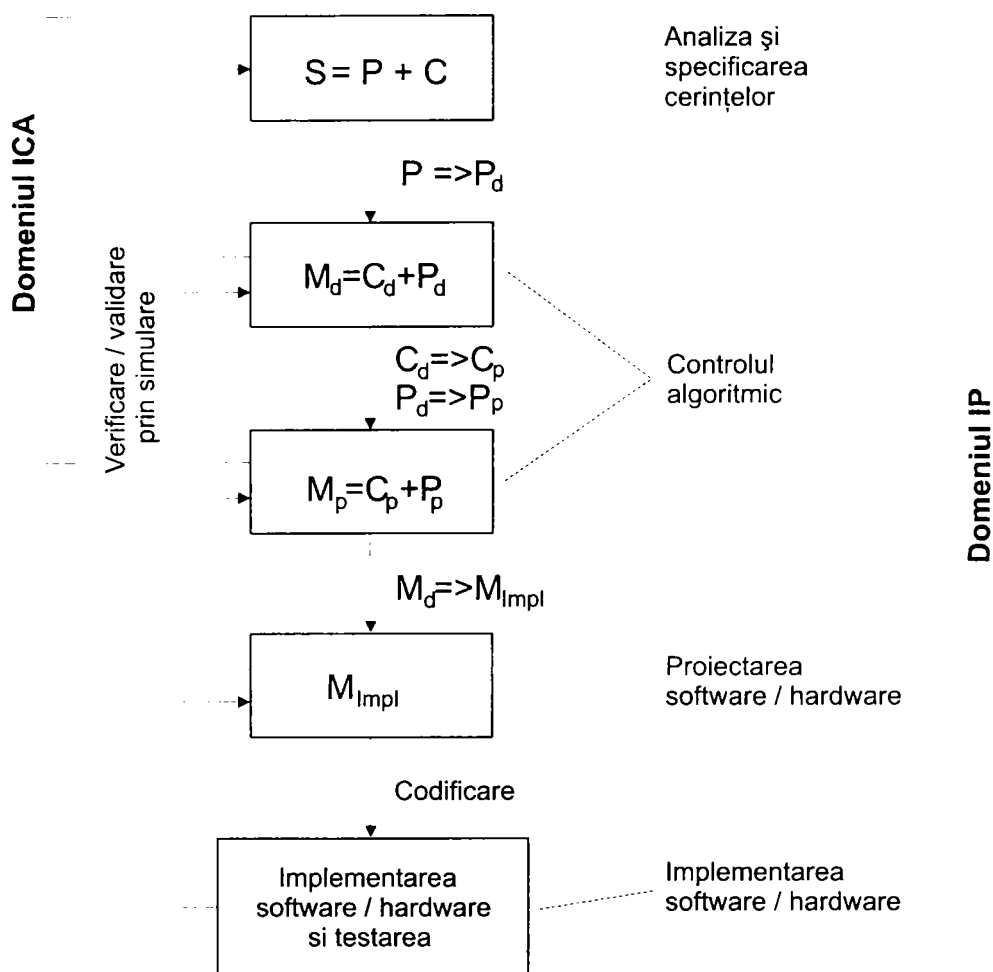 S = P + C
Analiza şi
specificarea
cerinţelor
Domeniul ICA
P =>Pd
Verificare / validare
prin simulare
Md=Cd+Pd
Cd=>Cp
Pd=>Pp
Controlul
algoritmic
Domeniul IP
Mp=Cp+Pp
Md=>MImpl
MImpl
Proiectarea
software / hardware
Codificare
Implementarea
software / hardware
si testarea
Implementarea
software / hardware